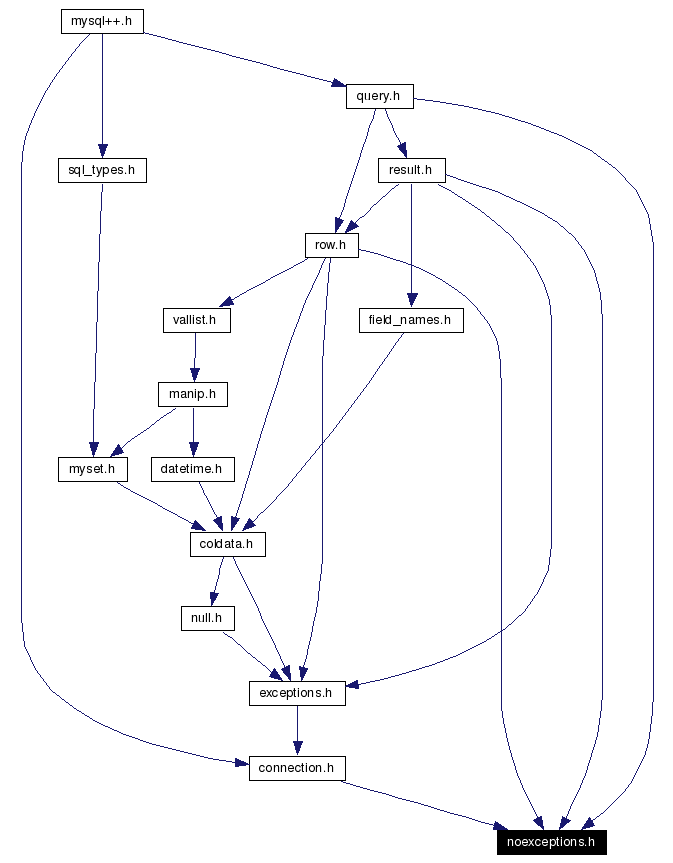 mysql++.h
query.h
sql_types.h
result.h
row.h
vallist.h
field_names.h
manip.h
myset.h
datetime.h
coldata.h
null.h
exceptions.h
connection.h
noexceptions.h